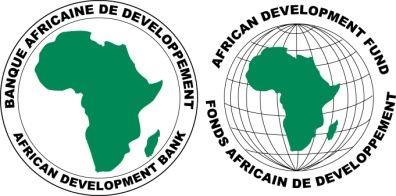 BANQUE AFRICAINE DE DEVELOPPEMENT
AFRICAN DEVELOPMENT BANK
AFRICAN DEVELOPMENT FUND
FONDS AFRICAIN DE DEVELOPPEMENT